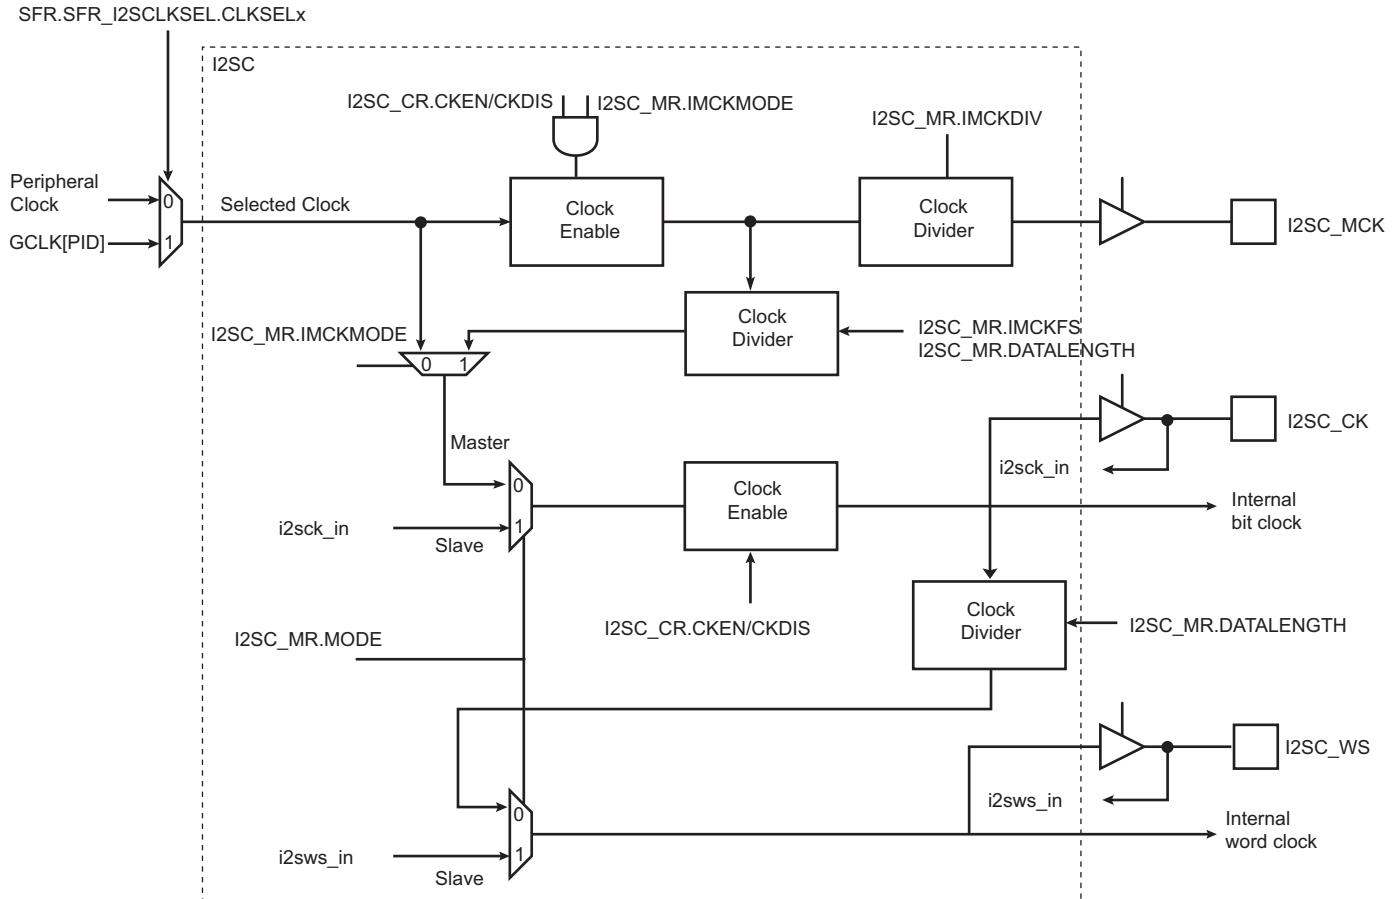 SFR.SFR_I2SCLKSEL.CLKSELx
I2SC
I2SC_CR.CKEN/CKDIS
I2SC_MR.IMCKMODE
I2SC_MR.IMCKDIV
Peripheral
Clock
0
Selected Clock
Clock
Enable
Clock
Divider
I2SC_MCK
GCLK[PID]
1
I2SC_MR.IMCKMODE
Clock
Divider
I2SC_MR.IMCKFS
I2SC_MR.DATALENGTH
0 1
I2SC_CK
Master
i2sck_in
0
Clock
Enable
Internal
bit clock
i2sck_in
1
Slave
Clock
Divider
I2SC_MR.DATALENGTH
I2SC_CR.CKEN/CKDIS
I2SC_MR.MODE
I2SC_WS
i2sws_in
0
Internal
word clock
i2sws_in
1
Slave